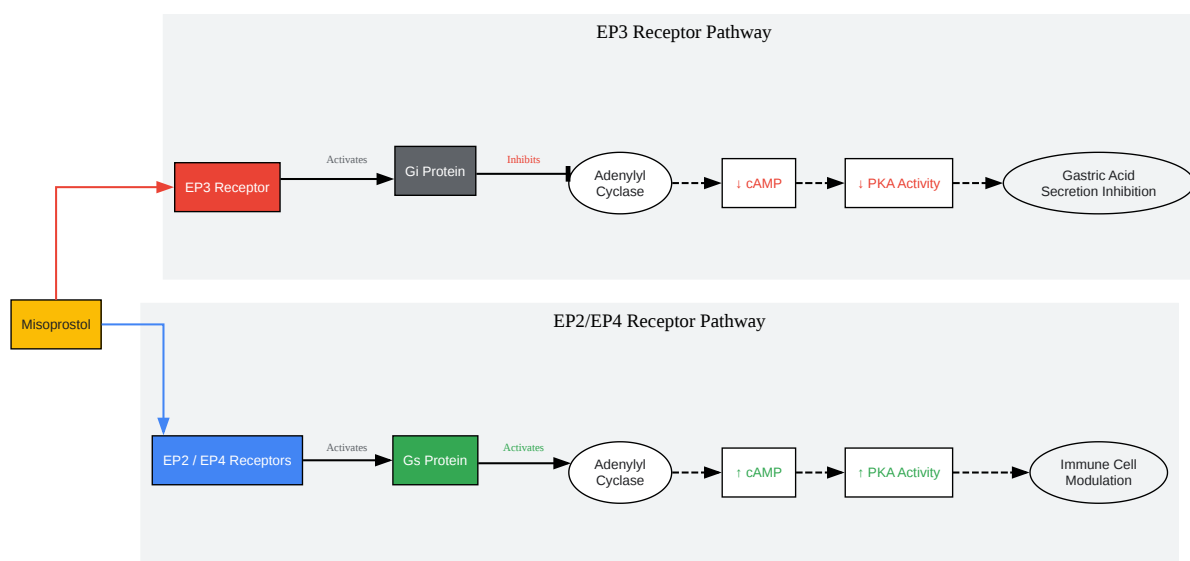 EP3 Receptor Pathway
EP3 Receptor
Activates
Gi Protein
Inhibits
Adenylyl
Cyclase
↓ cAMP
↓ PKA Activity
Gastric Acid
Secretion Inhibition
Misoprostol
EP2/EP4 Receptor Pathway
EP2 / EP4 Receptors
Activates
Gs Protein
Activates
Adenylyl
Cyclase
↑ cAMP
↑ PKA Activity
Immune Cell
Modulation